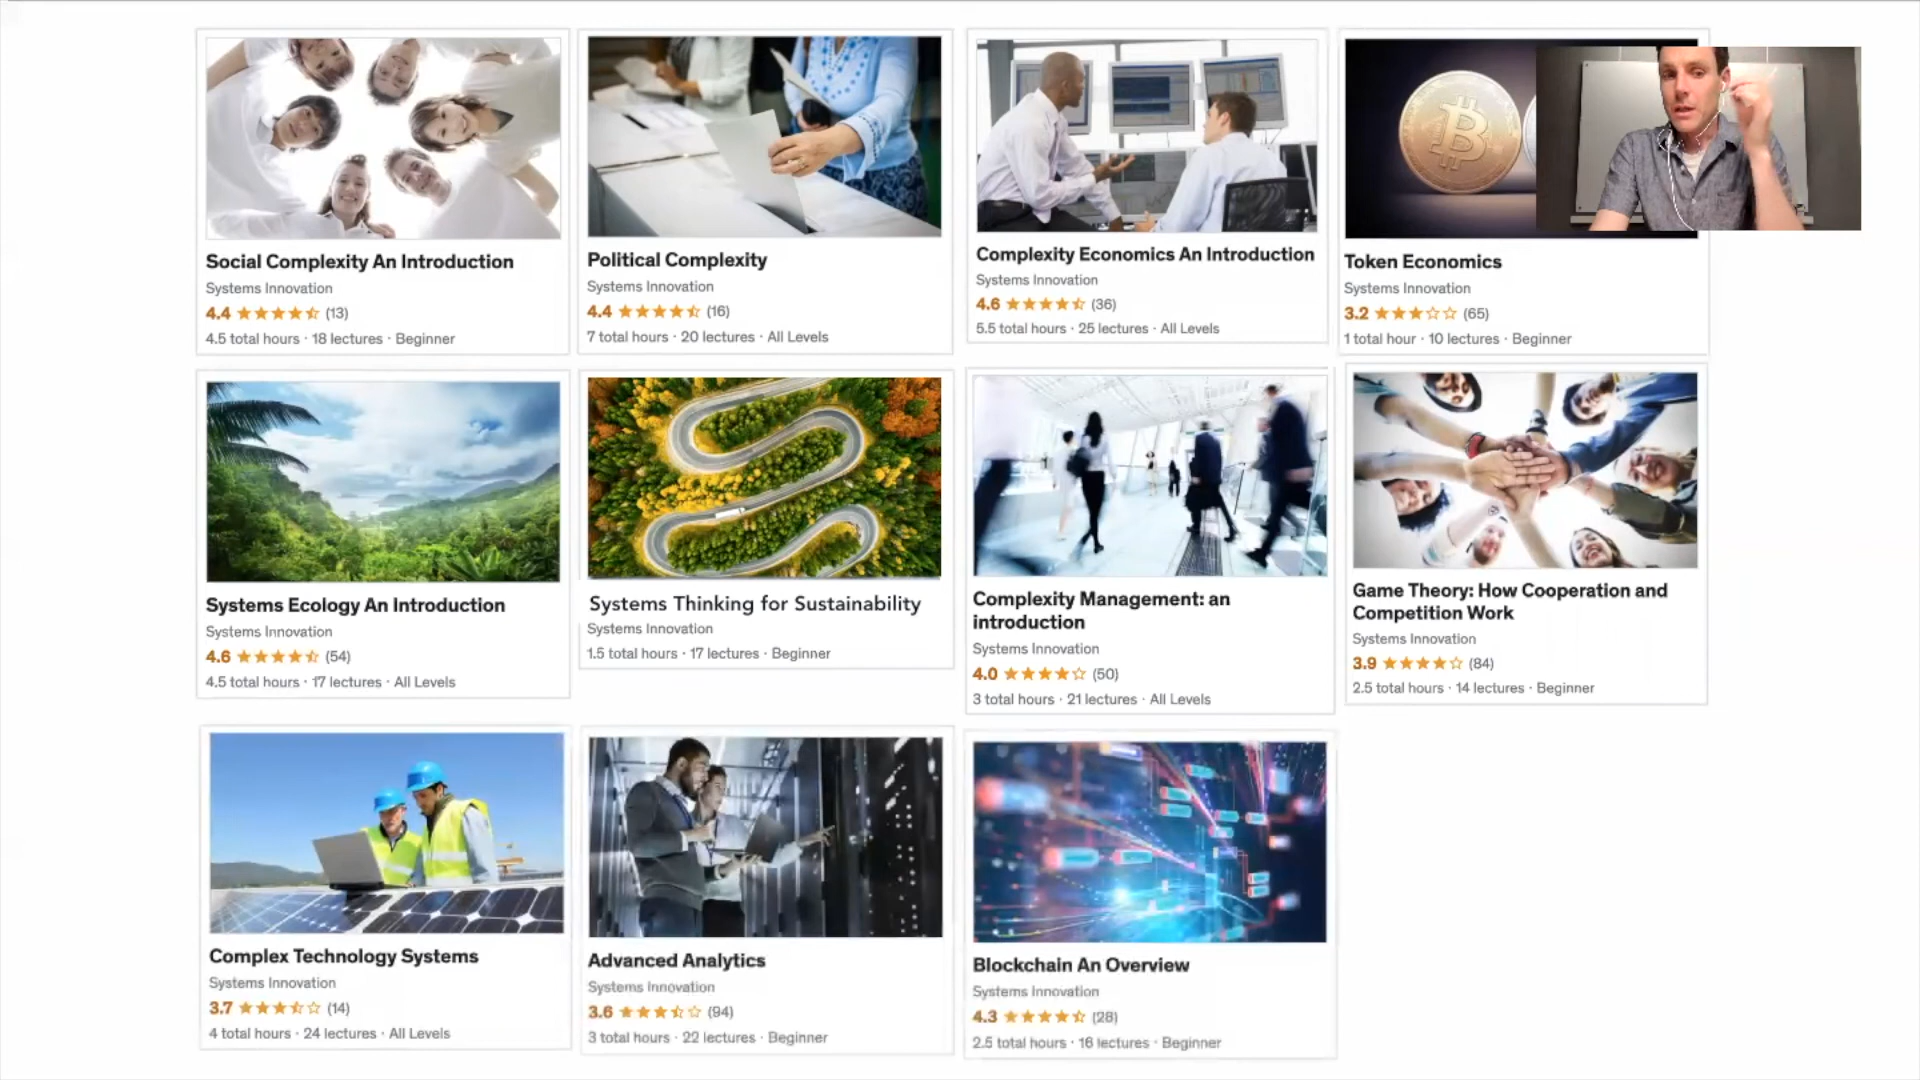 Social Complexity An Introduction
Systems Innovation
4.4 (13)
4.5 total hours · 18 lectures · Beginner
Political Complexity
Systems Innovation
4.4 (16)
7 total hours · 20 lectures · All Levels
Complexity Economics An Introduction
Systems Innovation
4.6 (36)
5.5 total hours · 25 lectures · All Levels
Token Economics
Systems Innovation
3.2 (65)
1 total hour · 10 lectures · Beginner
Systems Ecology An Introduction
Systems Innovation
4.6 (54)
4.5 total hours · 17 lectures · All Levels
Systems Thinking for Sustainability
Systems Innovation
1.5 total hours · 17 lectures · Beginner
Complexity Management: an
introduction
Systems Innovation
4.0 (50)
3 total hours · 21 lectures · All Levels
Game Theory: How Cooperation and
Competition Work
Systems Innovation
3.9 (84)
2.5 total hours · 14 lectures · Beginner
Complex Technology Systems
Systems Innovation
3.7 (14)
4 total hours · 24 lectures · All Levels
Advanced Analytics
Systems Innovation
3.6 (94)
3 total hours · 22 lectures · Beginner
Blockchain An Overview
Systems Innovation
4.3 (28)
2.5 total hours · 16 lectures · Beginner